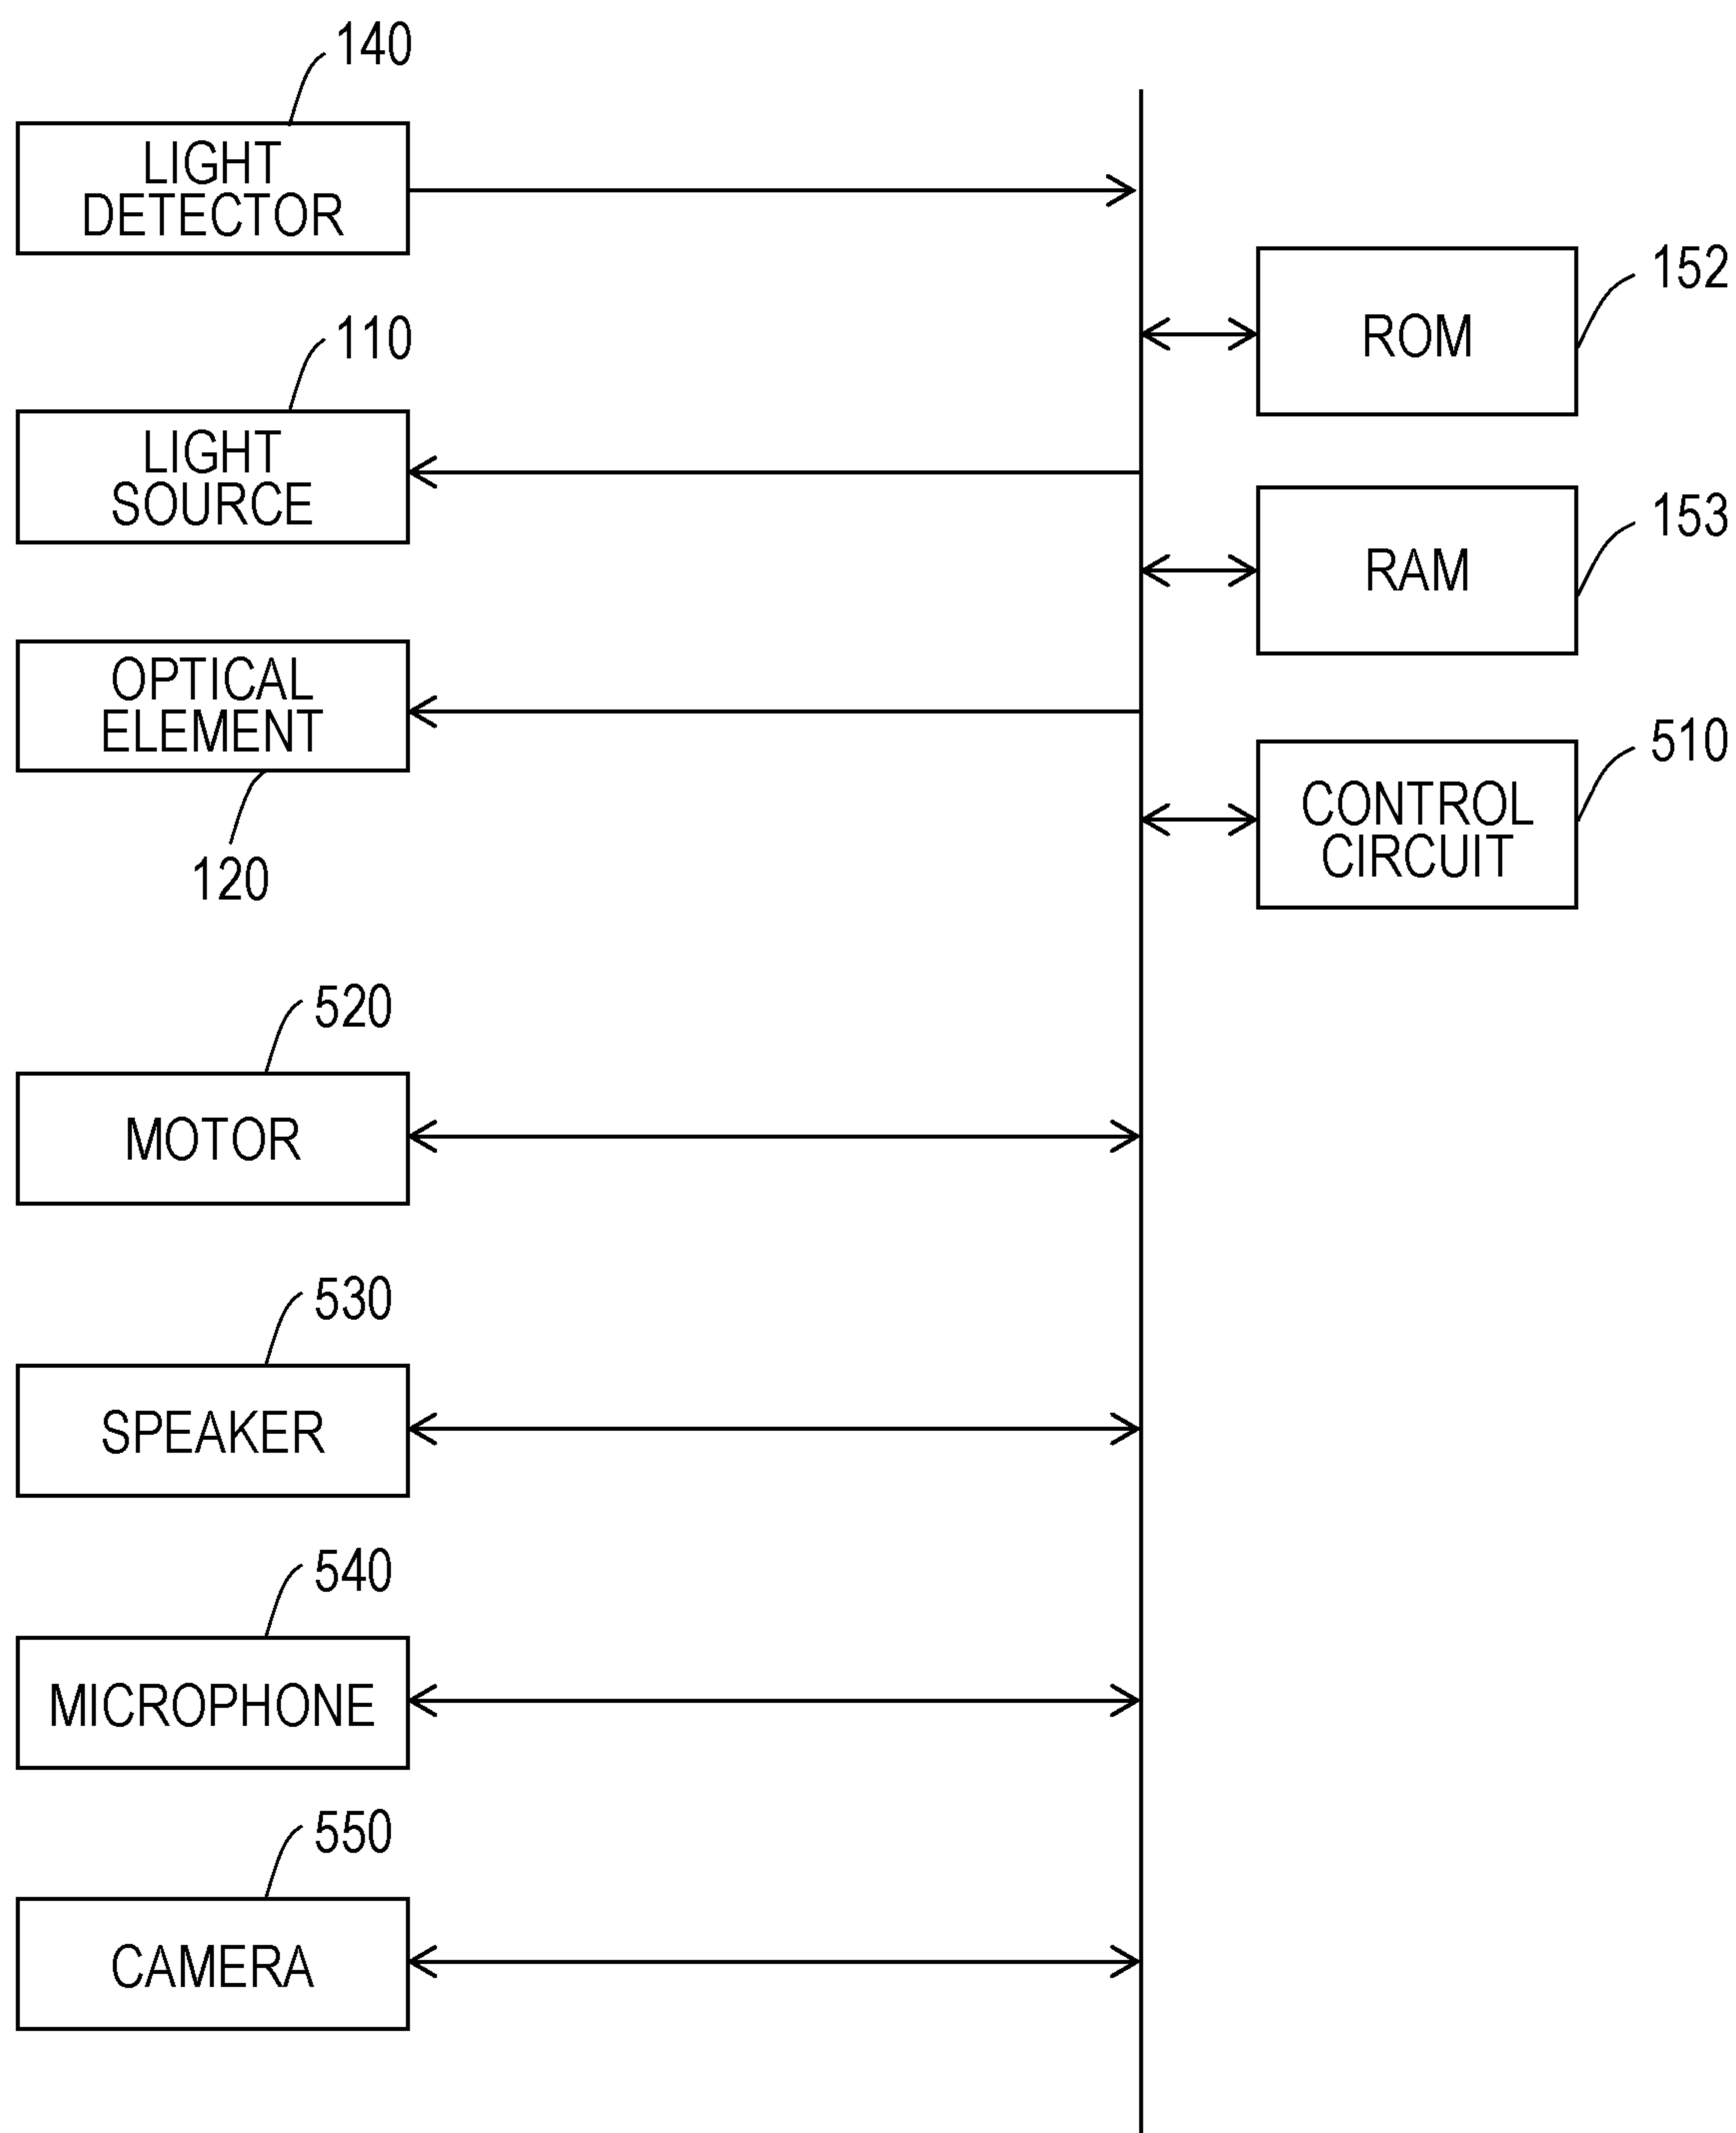 140
LIGHT
DETECTOR
152
ROM
110
LIGHT
SOURCE
153
RAM
OPTICAL
ELEMENT
120
510
CONTROL
CIRCUIT
520
MOTOR
530
SPEAKER
540
MICROPHONE
550
CAMERA